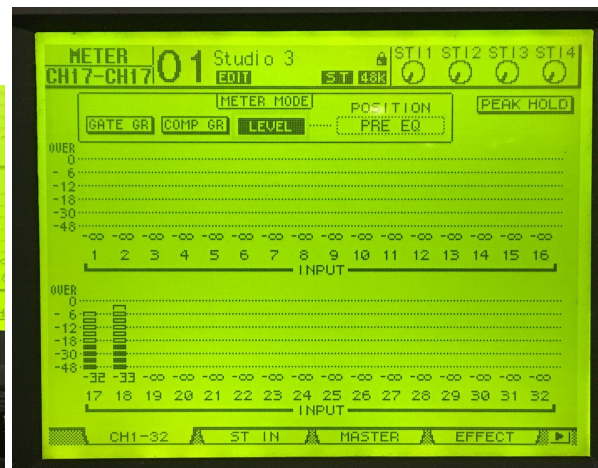 METER
CH17-CH17
01
Studio 3
EDIT
ST 48K
STI1 STI2 STI3 STI4
METER MODE
POSITION
PEAK HOLD
GATE GR COMP GR LEVEL PRE EQ
OVER
0
- 6
-12
-18
-30
-48
-∞ -∞ -∞ -∞ -∞ -∞ -∞ -∞ -∞ -∞ -∞ -∞ -∞ -∞ -∞ -∞
1 2 3 4 5 6 7 8 9 10 11 12 13 14 15 16
INPUT
OVER
0
- 6
-12
-18
-30
-48
-32 -33 -∞ -∞ -∞ -∞ -∞ -∞ -∞ -∞ -∞ -∞ -∞ -∞ -∞ -∞
17 18 19 20 21 22 23 24 25 26 27 28 29 30 31 32
INPUT
CH1-32 ST IN MASTER EFFECT